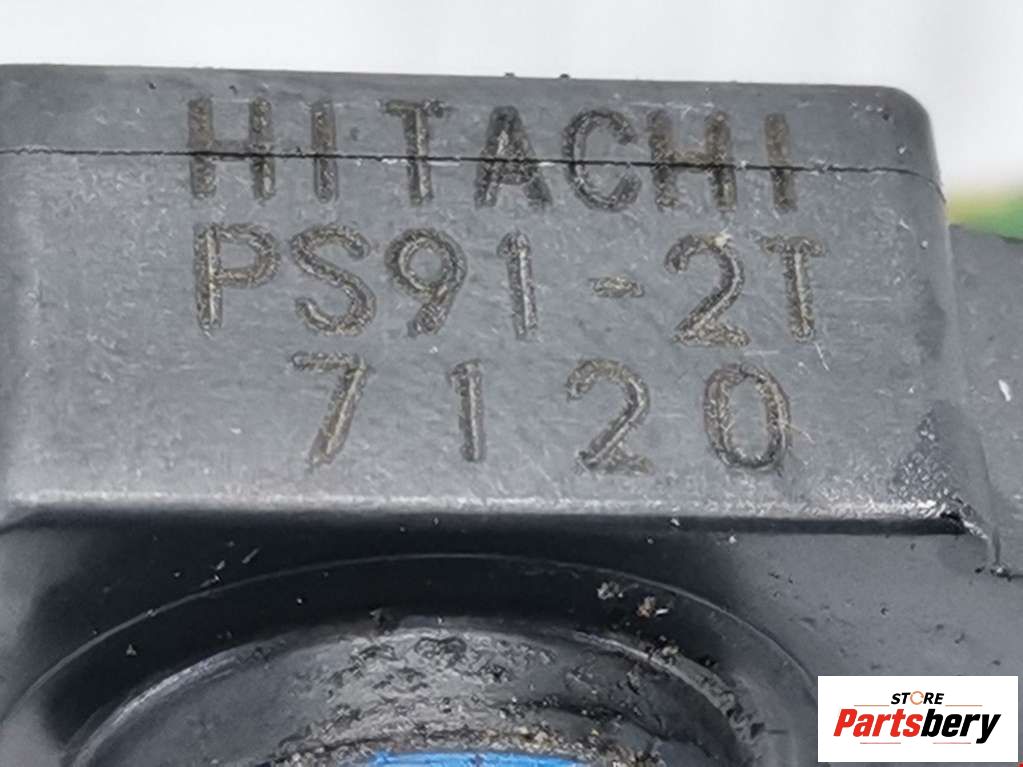 HITACHI
PS91-2T
7120
STORE
Partsbery